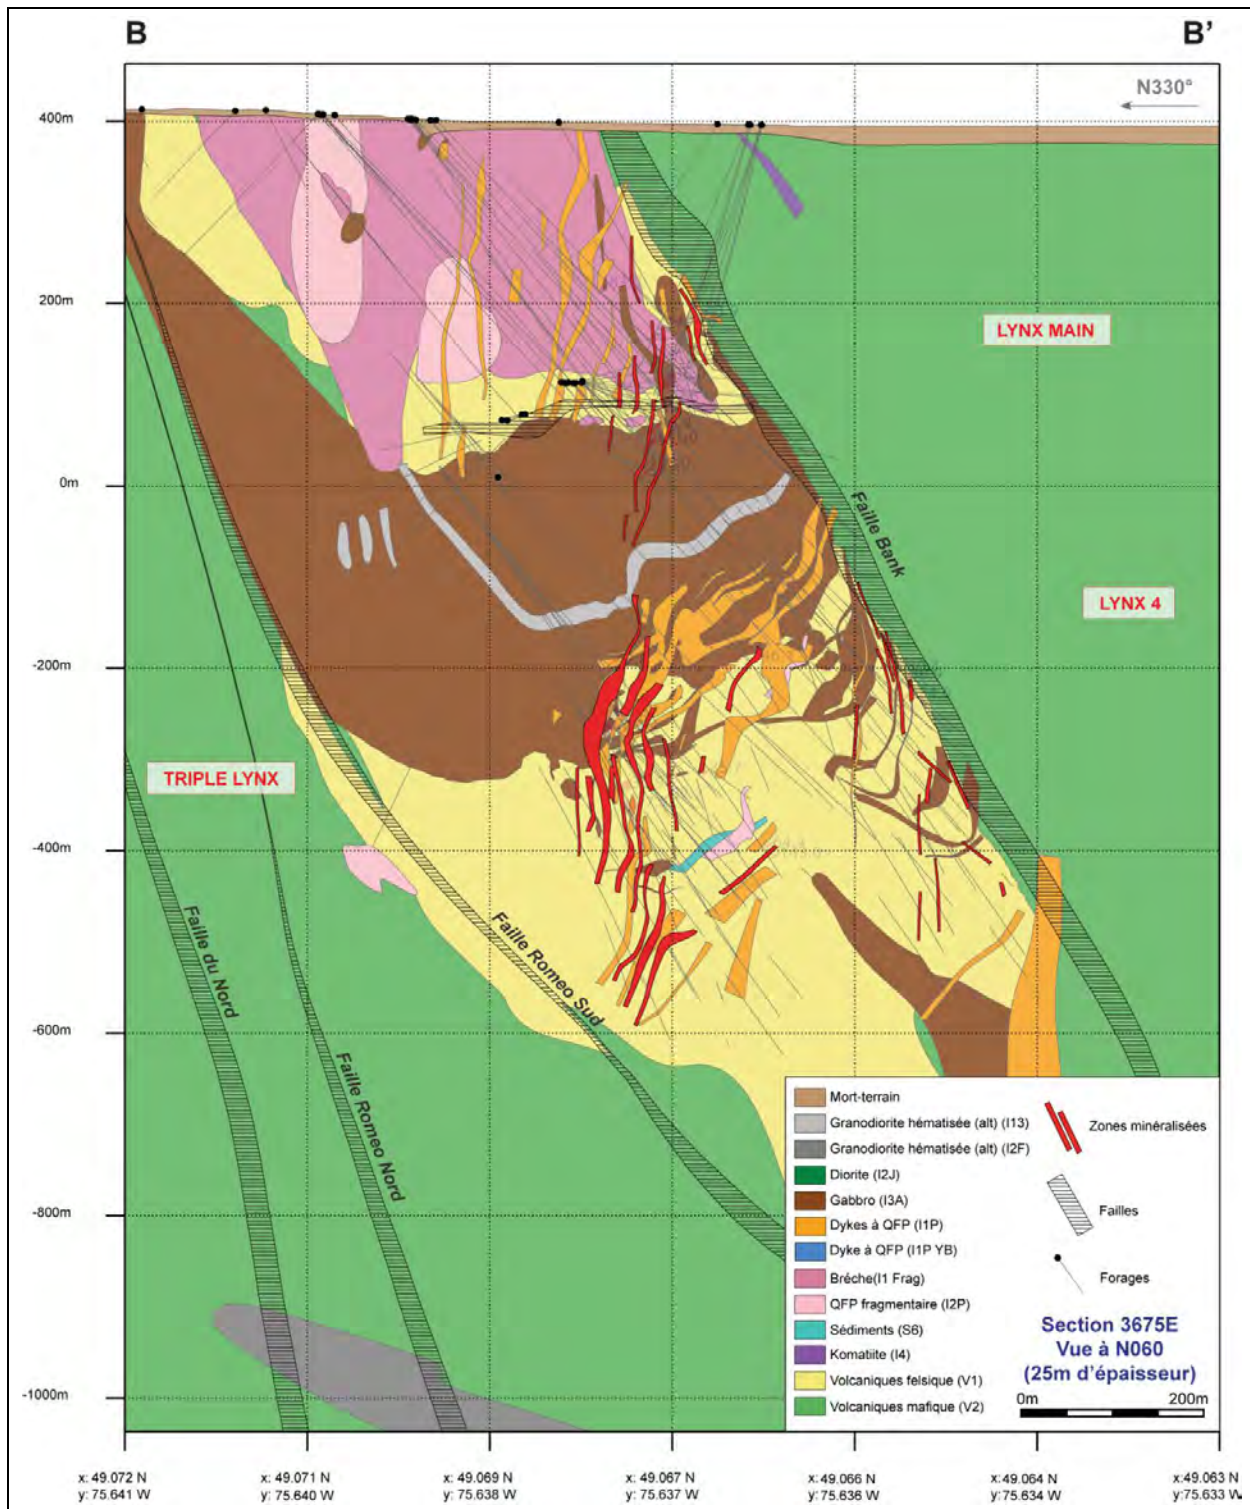 B
B'
N330°
400m
200m
0m
-200m
-400m
-600m
-800m
-1000m
LYNX MAIN
LYNX 4
TRIPLE LYNX
Faille Bank
Faille du Nord
Faille Romeo Nord
Faille Romeo Sud
Mort-terrain
Granodiorite hématisée (alt) (I13)
Granodiorite hématisée (alt) (I2F)
Diorite (I2J)
Gabbro (I3A)
Dykes à QFP (I1P)
Dyke à QFP (I1P YB)
Bréche(I1 Frag)
QFP fragmentaire (I2P)
Sédiments (S6)
Komatiite (I4)
Volcaniques felsique (V1)
Volcaniques mafique (V2)
Zones minéralisées
Failles
Forages
Section 3675E
Vue à N060
(25m d'épaisseur)
0m 200m
x: 49.072 N x: 49.071 N x: 49.069 N x: 49.067 N x: 49.066 N x: 49.064 N x: 49.063 N
y: 75.641 W y: 75.640 W y: 75.638 W y: 75.637 W y: 75.636 W y: 75.634 W y: 75.633 W